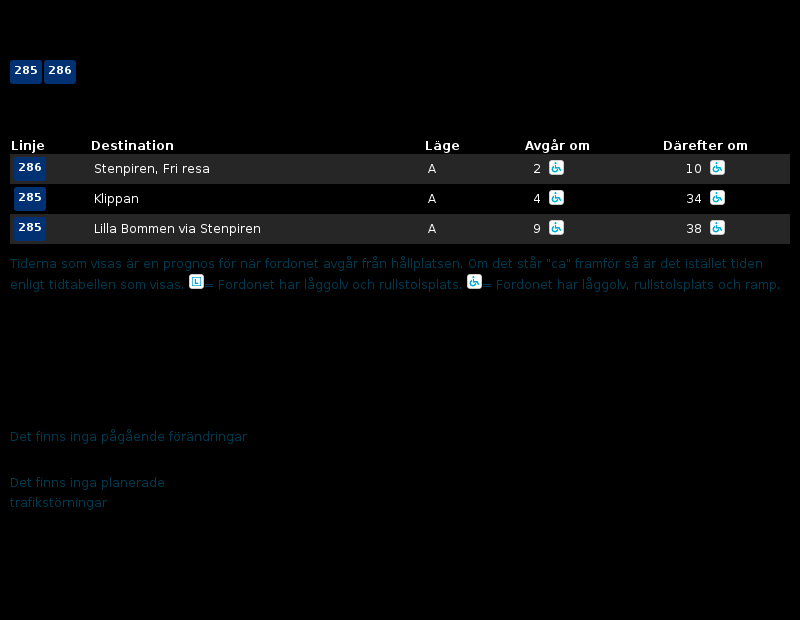 285 286
Linje Destination Läge Avgår om Därefter om
286 Stenpiren, Fri resa A 2 10
285 Klippan A 4 34
285 Lilla Bommen via Stenpiren A 9 38
Tiderna som visas är en prognos för när fordonet avgår från hållplatsen. Om det står "ca" framför så är det istället tiden
enligt tidtabellen som visas. L = Fordonet har låggolv och rullstolsplats. = Fordonet har låggolv, rullstolsplats och ramp.
Det finns inga pågående förändringar
Det finns inga planerade
trafikstörningar